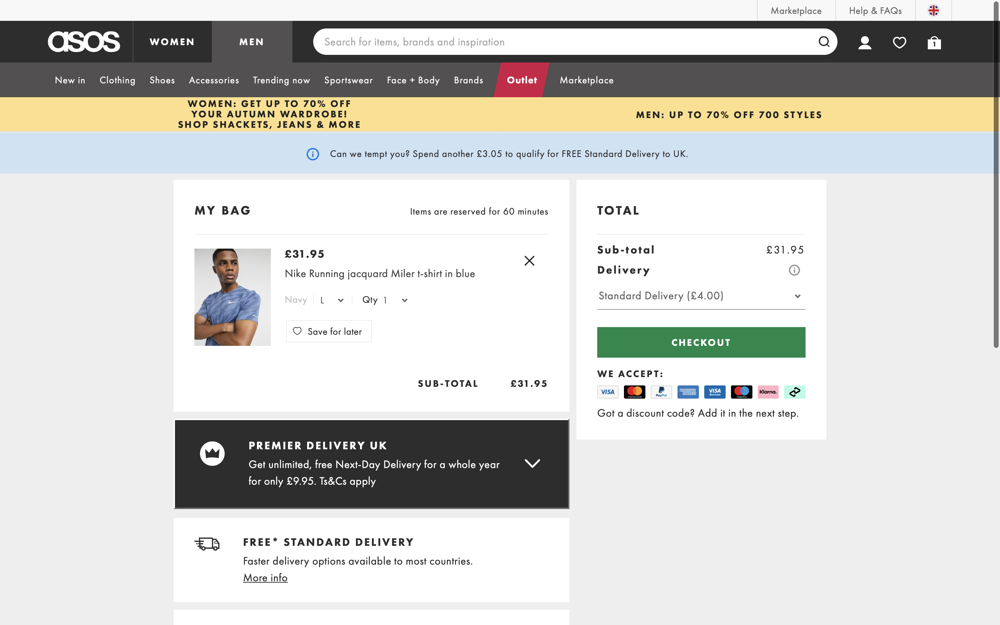 Marketplace
Help & FAQs
asos
WOMEN
MEN
Search for items, brands and inspiration
1
New in
Clothing
Shoes
Accessories
Trending now
Sportswear
Face + Body
Brands
Outlet
Marketplace
WOMEN: GET UP TO 70% OFF
YOUR AUTUMN WARDROBE!
SHOP SHACKETS, JEANS & MORE
MEN: UP TO 70% OFF 700 STYLES
Can we tempt you? Spend another £3.05 to qualify for FREE Standard Delivery to UK.
MY BAG
Items are reserved for 60 minutes
£31.95
Nike Running jacquard Miler t-shirt in blue
Navy
L
Qty 1
Save for later
SUB-TOTAL £31.95
TOTAL
Sub-total £31.95
Delivery
Standard Delivery (£4.00)
CHECKOUT
WE ACCEPT:
VISA
mastercard
PayPal
AMERICAN EXPRESS
VISA Electron
maestro
Klarna.
Got a discount code? Add it in the next step.
PREMIER DELIVERY UK
Get unlimited, free Next-Day Delivery for a whole year
for only £9.95. Ts&Cs apply
FREE* STANDARD DELIVERY
Faster delivery options available to most countries.
More info